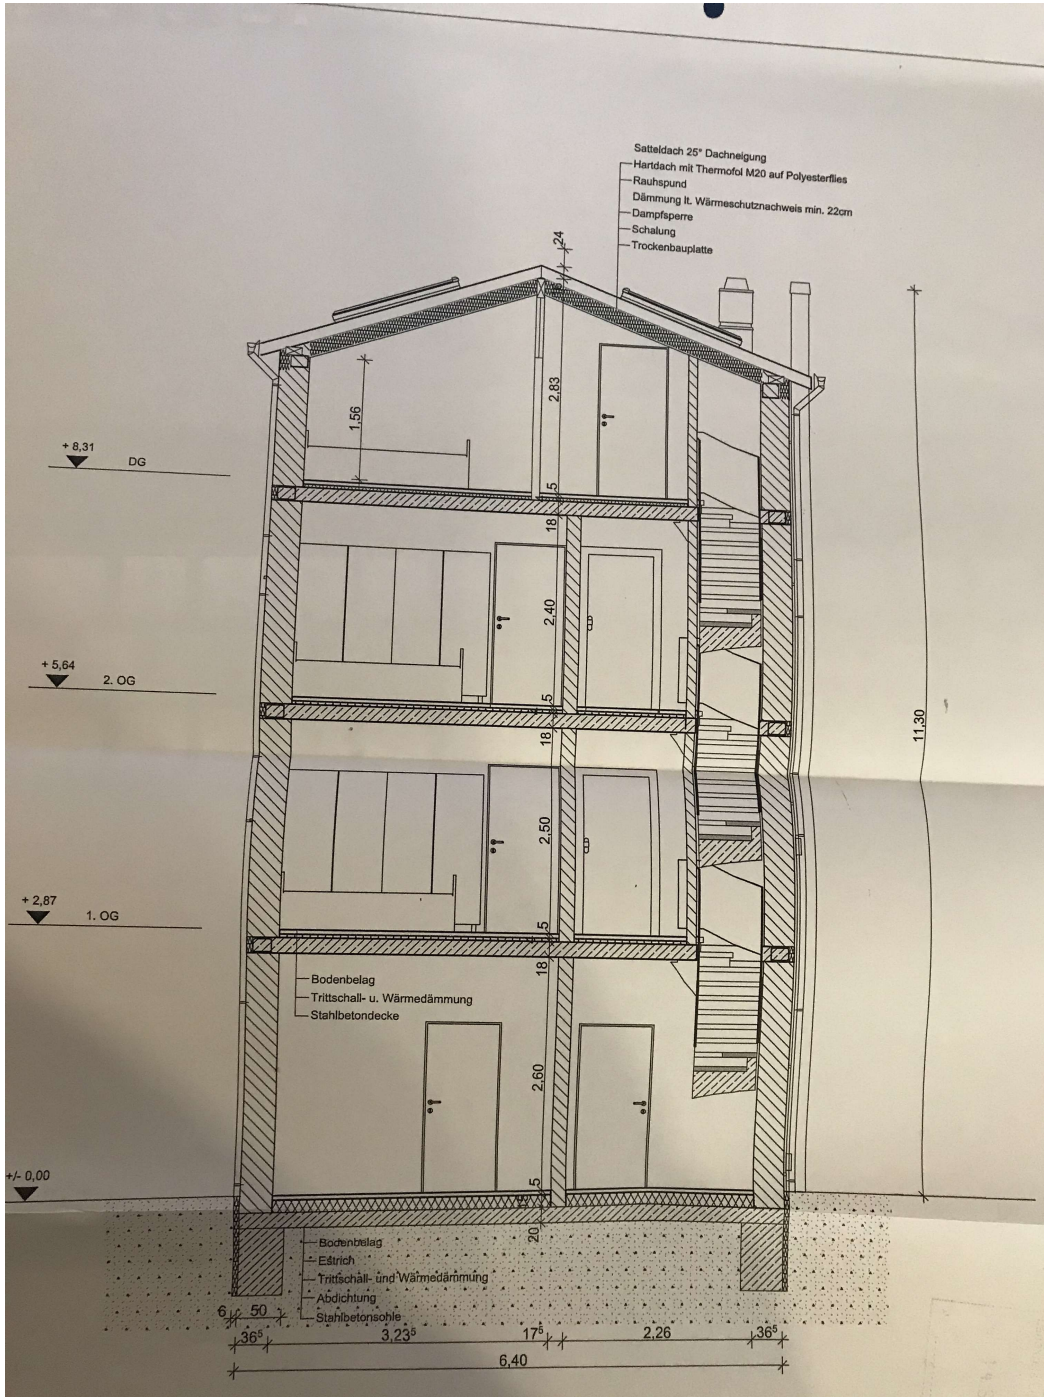 Satteldach 25° Dachneigung
Hartdach mit Thermofol M20 auf Polyesterflies
Rauhspund
Dämmung lt. Wärmeschutznachweis min. 22cm
Dampfsperre
Schalung
Trockenbauplatte
24
2,83
1,56
+ 8,31
DG
5
18
2,40
+ 5,64
2. OG
5
18
11,30
2,50
+ 2,87
1. OG
5
18
Bodenbelag
Trittschall- u. Wärmedämmung
Stahlbetondecke
2,60
+/- 0,00
5
20
Bodenbelag
Estrich
Trittschall- und Wärmedämmung
Abdichtung
Stahlbetonsohle
6 50
36⁵ 3,23⁵ 17⁵ 2,26 36⁵
6,40